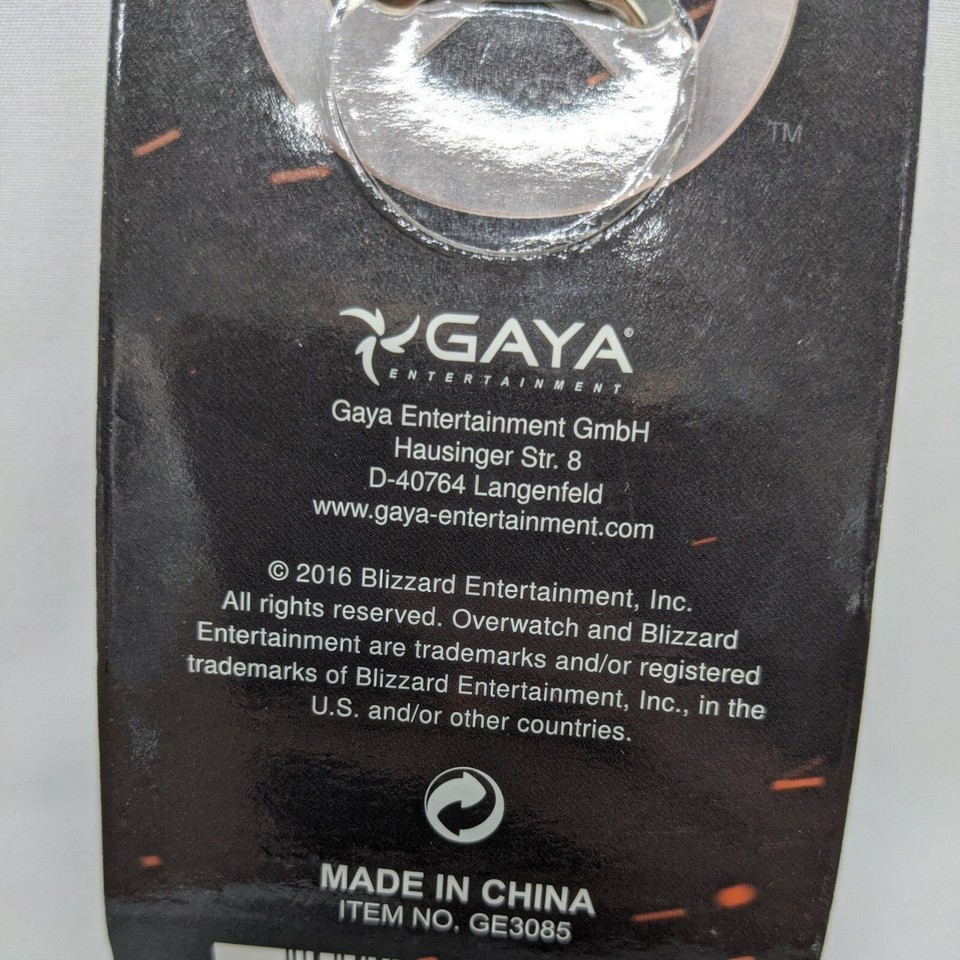 TM
GAYA©
ENTERTAINMENT
Gaya Entertainment GmbH
Hausinger Str. 8
D-40764 Langenfeld
www.gaya-entertainment.com
© 2016 Blizzard Entertainment, Inc.
All rights reserved. Overwatch and Blizzard
Entertainment are trademarks and/or registered
trademarks of Blizzard Entertainment, Inc., in the
U.S. and/or other countries.
MADE IN CHINA
ITEM NO. GE3085